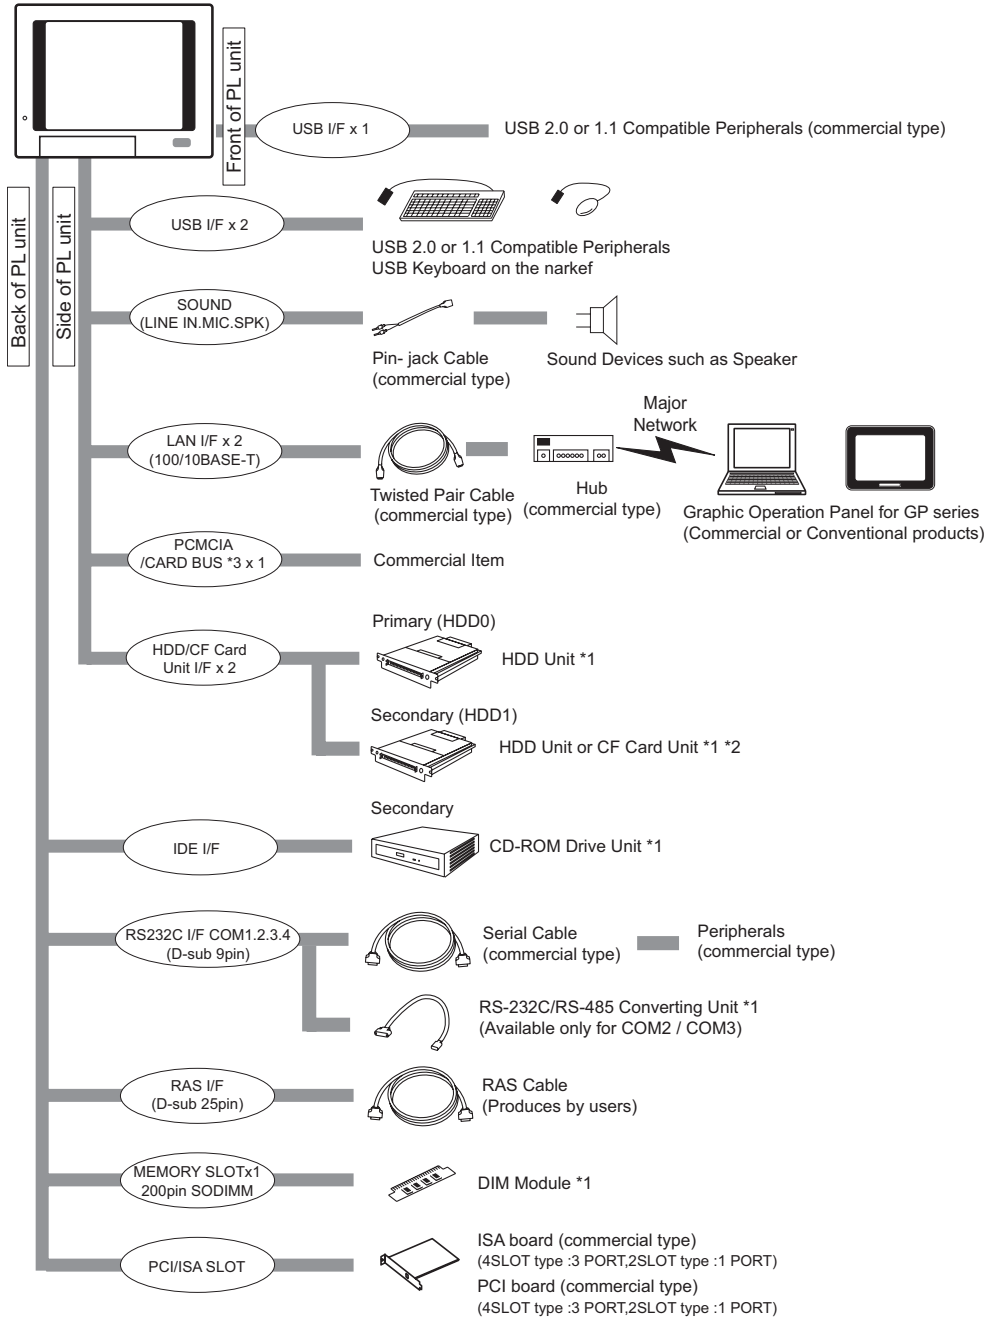 Front of PL unit
USB I/F x 1
USB 2.0 or 1.1 Compatible Peripherals (commercial type)
Back of PL unit
Side of PL unit
USB I/F x 2
USB 2.0 or 1.1 Compatible Peripherals
USB Keyboard on the narkef
SOUND
(LINE IN.MIC.SPK)
Pin- jack Cable
(commercial type)
Sound Devices such as Speaker
LAN I/F x 2
(100/10BASE-T)
Twisted Pair Cable
(commercial type)
Hub
(commercial type)
Major
Network
Graphic Operation Panel for GP series
(Commercial or Conventional products)
PCMCIA
/CARD BUS *3 x 1
Commercial Item
HDD/CF Card
Unit I/F x 2
Primary (HDD0)
HDD Unit *1
Secondary (HDD1)
HDD Unit or CF Card Unit *1 *2
Secondary
IDE I/F
CD-ROM Drive Unit *1
RS232C I/F COM1.2.3.4
(D-sub 9pin)
Serial Cable
(commercial type)
Peripherals
(commercial type)
RS-232C/RS-485 Converting Unit *1
(Available only for COM2 / COM3)
RAS I/F
(D-sub 25pin)
RAS Cable
(Produces by users)
MEMORY SLOTx1
200pin SODIMM
DIM Module *1
PCI/ISA SLOT
ISA board (commercial type)
(4SLOT type :3 PORT,2SLOT type :1 PORT)
PCI board (commercial type)
(4SLOT type :3 PORT,2SLOT type :1 PORT)